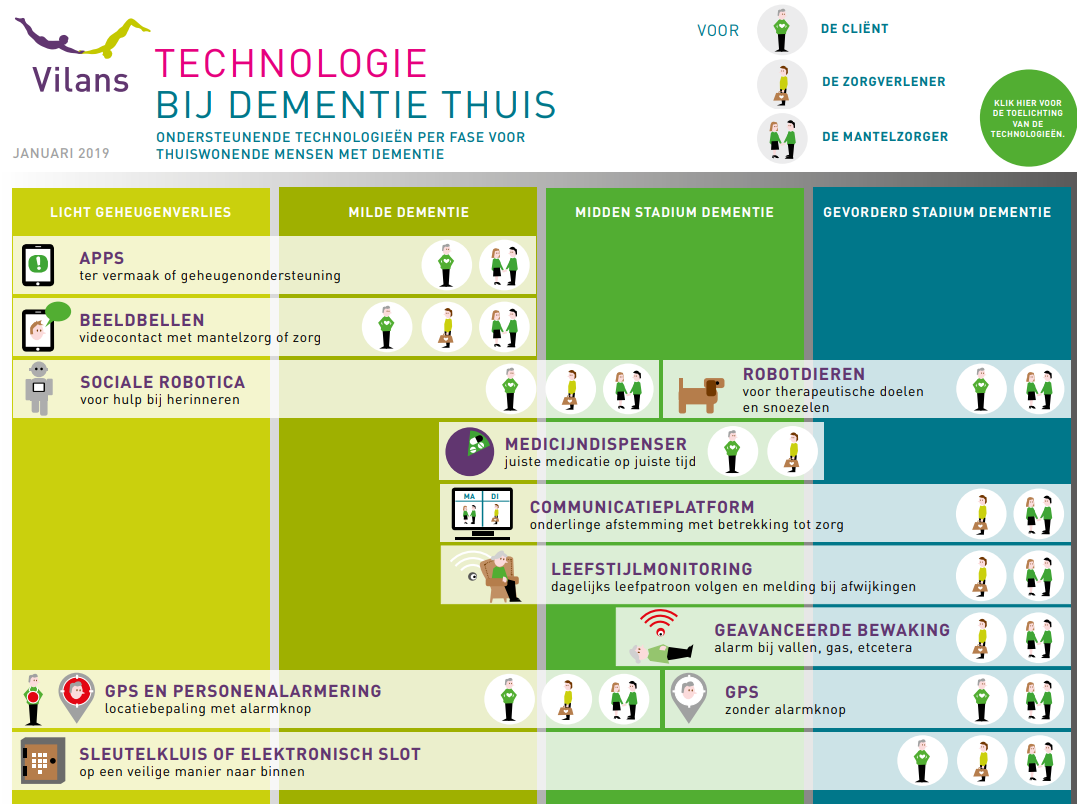 Vilans
TECHNOLOGIE
BIJ DEMENTIE THUIS
ONDERSTEUNENDE TECHNOLOGIEËN PER FASE VOOR
THUISWONENDE MENSEN MET DEMENTIE
JANUARI 2019
VOOR
DE CLIËNT
DE ZORGVERLENER
DE MANTELZORGER
KLIK HIER VOOR
DE TOELICHTING
VAN DE
TECHNOLOGIEËN.
LICHT GEHEUGENVERLIES
MILDE DEMENTIE
MIDDEN STADIUM DEMENTIE
GEVORDERD STADIUM DEMENTIE
!
APPS
ter vermaak of geheugenondersteuning
BEELDBELLEN
videocontact met mantelzorg of zorg
SOCIALE ROBOTICA
voor hulp bij herinneren
ROBOTDIEREN
voor therapeutische doelen
en snoezelen
MEDICIJNDISPENSER
juiste medicatie op juiste tijd
MA DI
COMMUNICATIEPLATFORM
onderlinge afstemming met betrekking tot zorg
LEEFSTIJLMONITORING
dagelijks leefpatroon volgen en melding bij afwijkingen
GEAVANCEERDE BEWAKING
alarm bij vallen, gas, etcetera
GPS EN PERSONENALARMERING
locatiebepaling met alarmknop
GPS
zonder alarmknop
SLEUTELKLUIS OF ELEKTRONISCH SLOT
op een veilige manier naar binnen